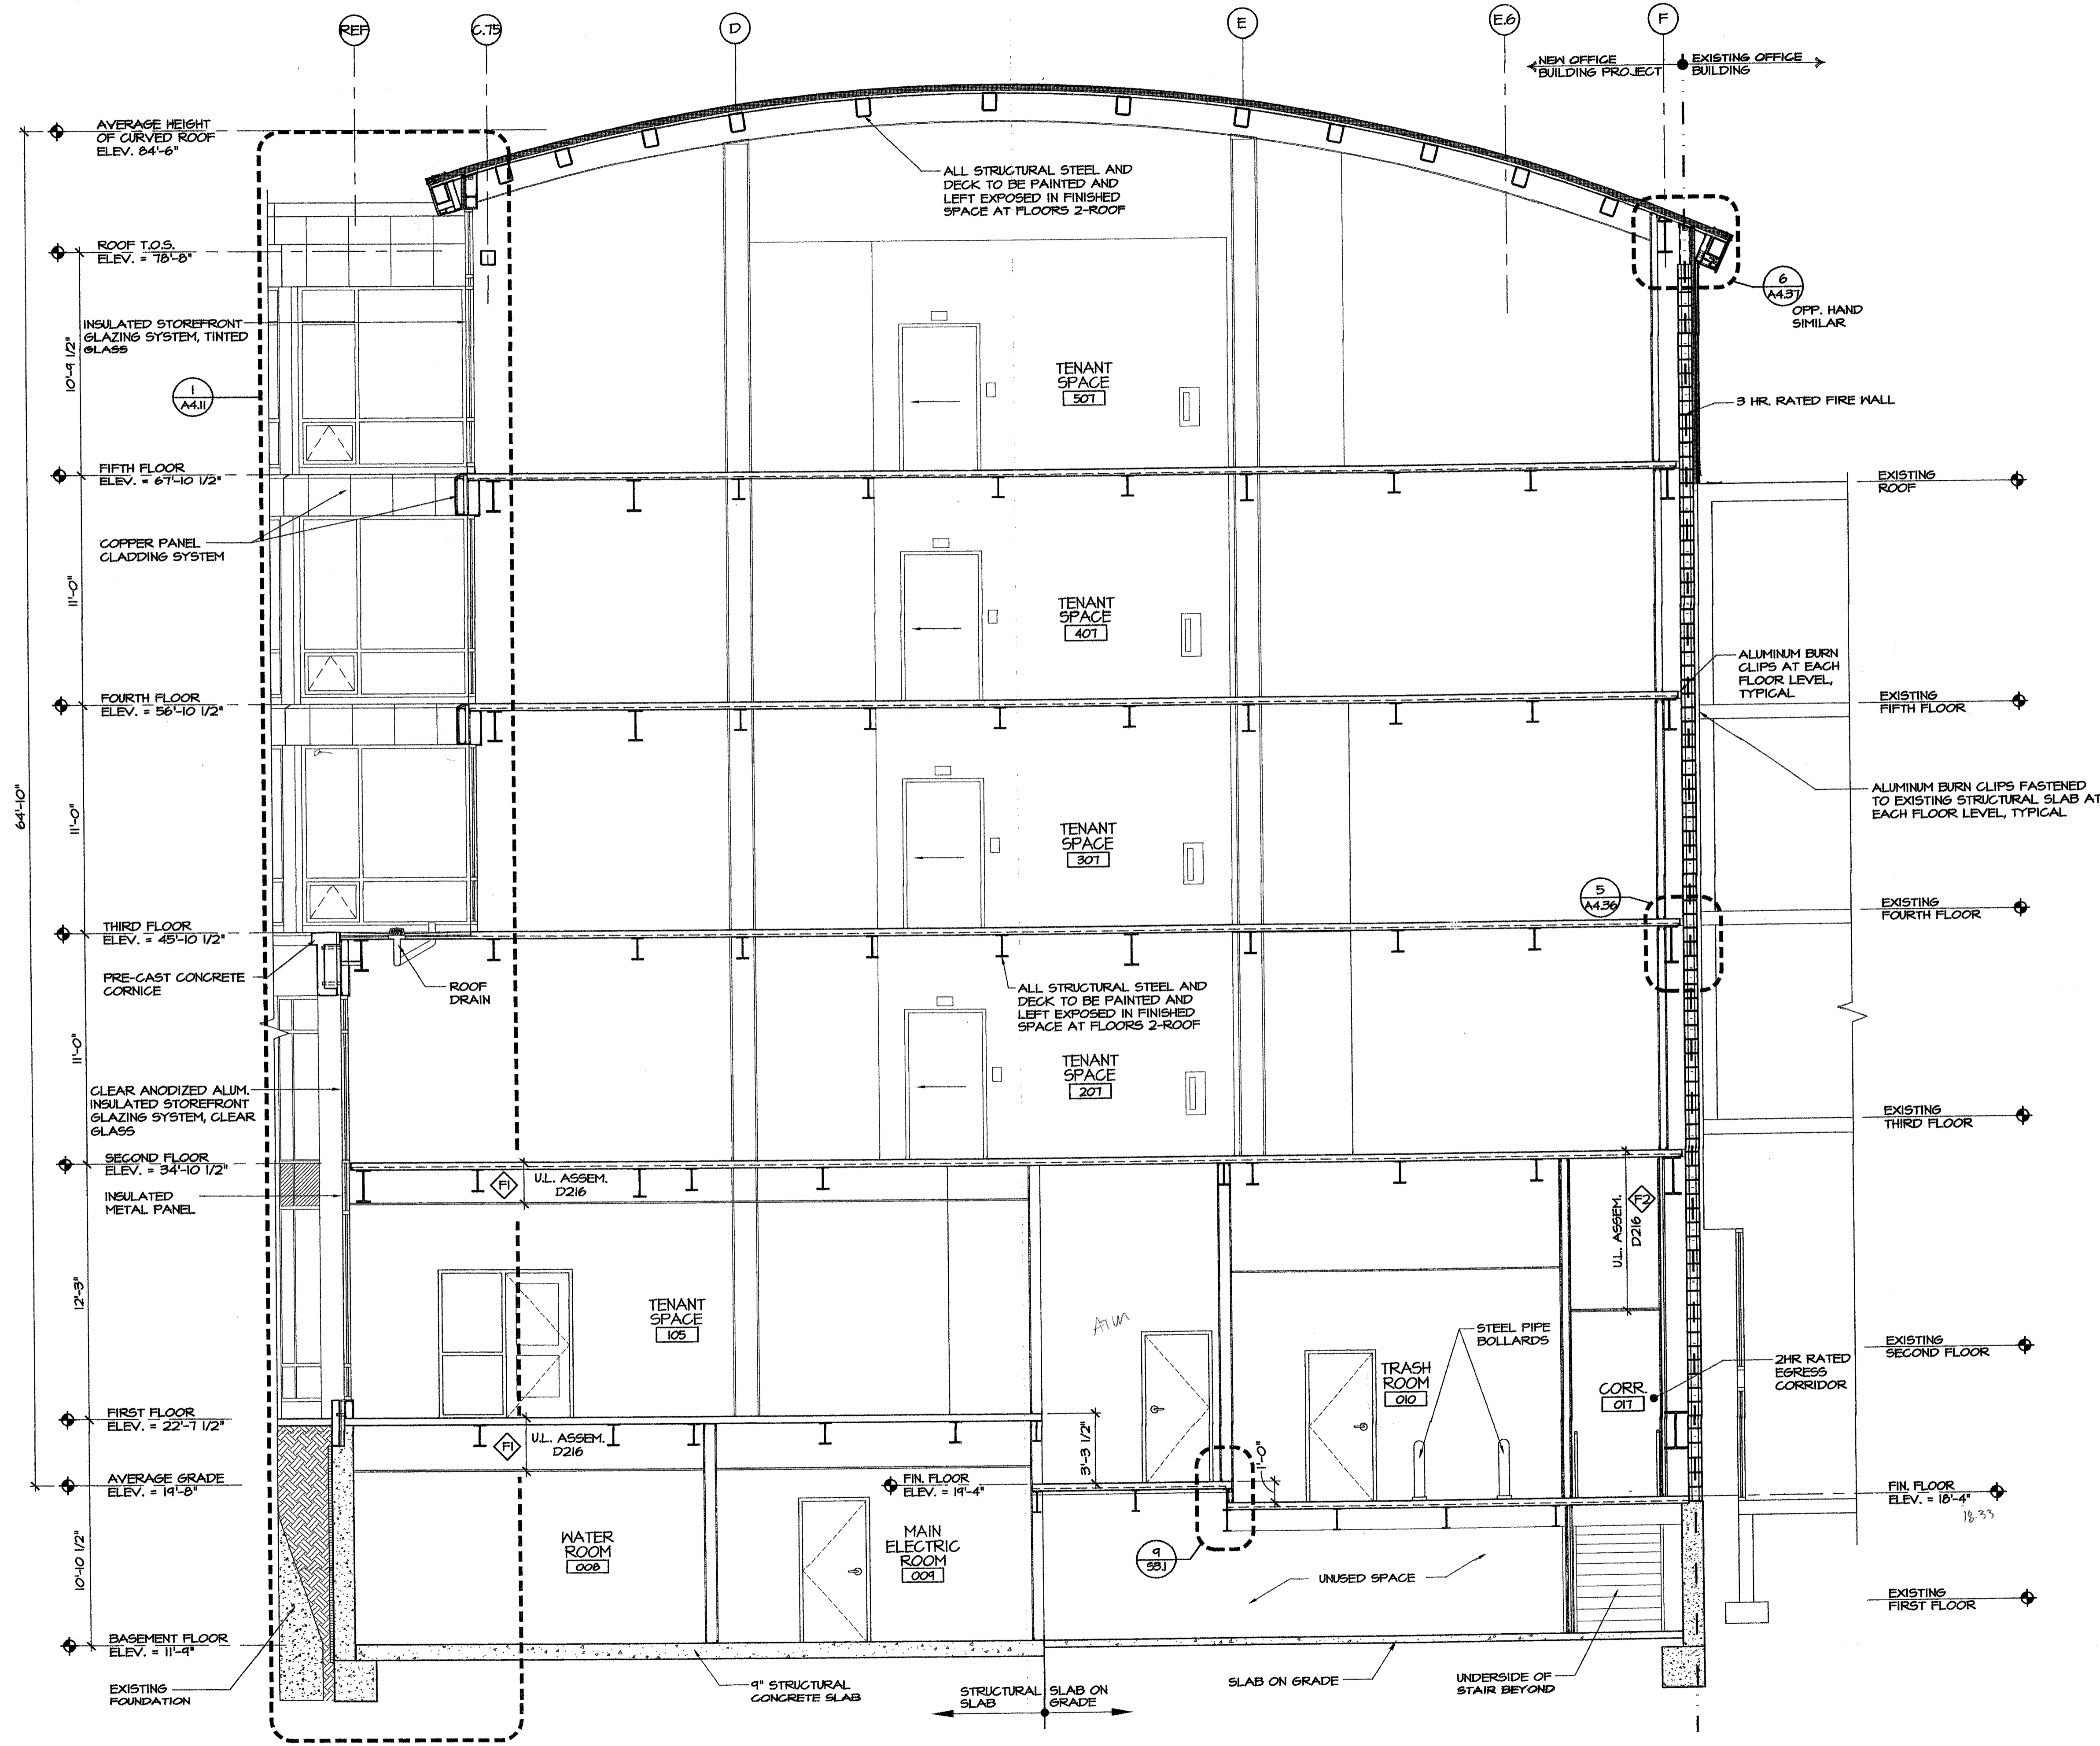 REF
C.75
D
E
E.6
F
NEW OFFICE
BUILDING PROJECT
EXISTING OFFICE
BUILDING
AVERAGE HEIGHT
OF CURVED ROOF
ELEV. 84'-6"
ALL STRUCTURAL STEEL AND
DECK TO BE PAINTED AND
LEFT EXPOSED IN FINISHED
SPACE AT FLOORS 2-ROOF
ROOF T.O.S.
ELEV. = 78'-8"
6
A4.37
OPP. HAND
SIMILAR
INSULATED STOREFRONT
GLAZING SYSTEM, TINTED
GLASS
10'-9 1/2"
1
A4.11
TENANT
SPACE
507
3 HR. RATED FIRE WALL
FIFTH FLOOR
ELEV. = 67'-10 1/2"
EXISTING
ROOF
COPPER PANEL
CLADDING SYSTEM
11'-0"
TENANT
SPACE
407
ALUMINUM BURN
CLIPS AT EACH
FLOOR LEVEL,
TYPICAL
FOURTH FLOOR
ELEV. = 56'-10 1/2"
EXISTING
FIFTH FLOOR
64'-10"
11'-0"
TENANT
SPACE
307
ALUMINUM BURN CLIPS FASTENED
TO EXISTING STRUCTURAL SLAB AT
EACH FLOOR LEVEL, TYPICAL
5
A4.36
EXISTING
FOURTH FLOOR
THIRD FLOOR
ELEV. = 45'-10 1/2"
PRE-CAST CONCRETE
CORNICE
ROOF
DRAIN
ALL STRUCTURAL STEEL AND
DECK TO BE PAINTED AND
LEFT EXPOSED IN FINISHED
SPACE AT FLOORS 2-ROOF
11'-0"
TENANT
SPACE
207
CLEAR ANODIZED ALUM.
INSULATED STOREFRONT
GLAZING SYSTEM, CLEAR
GLASS
EXISTING
THIRD FLOOR
SECOND FLOOR
ELEV. = 34'-10 1/2"
F1
U.L. ASSEM.
D216
INSULATED
METAL PANEL
U.L. ASSEM.
D216
F2
12'-3"
TENANT
SPACE
105
STEEL PIPE
BOLLARDS
TRASH
ROOM
010
CORR.
017
2HR RATED
EGRESS
CORRIDOR
EXISTING
SECOND FLOOR
FIRST FLOOR
ELEV. = 22'-7 1/2"
F1
U.L. ASSEM.
D216
3'-3 1/2"
1'-0"
AVERAGE GRADE
ELEV. = 19'-8"
FIN. FLOOR
ELEV. = 19'-4"
FIN. FLOOR
ELEV. = 18'-4"
18.33
10'-10 1/2"
WATER
ROOM
008
MAIN
ELECTRIC
ROOM
009
9
S3.1
UNUSED SPACE
EXISTING
FIRST FLOOR
BASEMENT FLOOR
ELEV. = 11'-9"
EXISTING
FOUNDATION
9" STRUCTURAL
CONCRETE SLAB
STRUCTURAL
SLAB
SLAB ON
GRADE
SLAB ON GRADE
UNDERSIDE OF
STAIR BEYOND